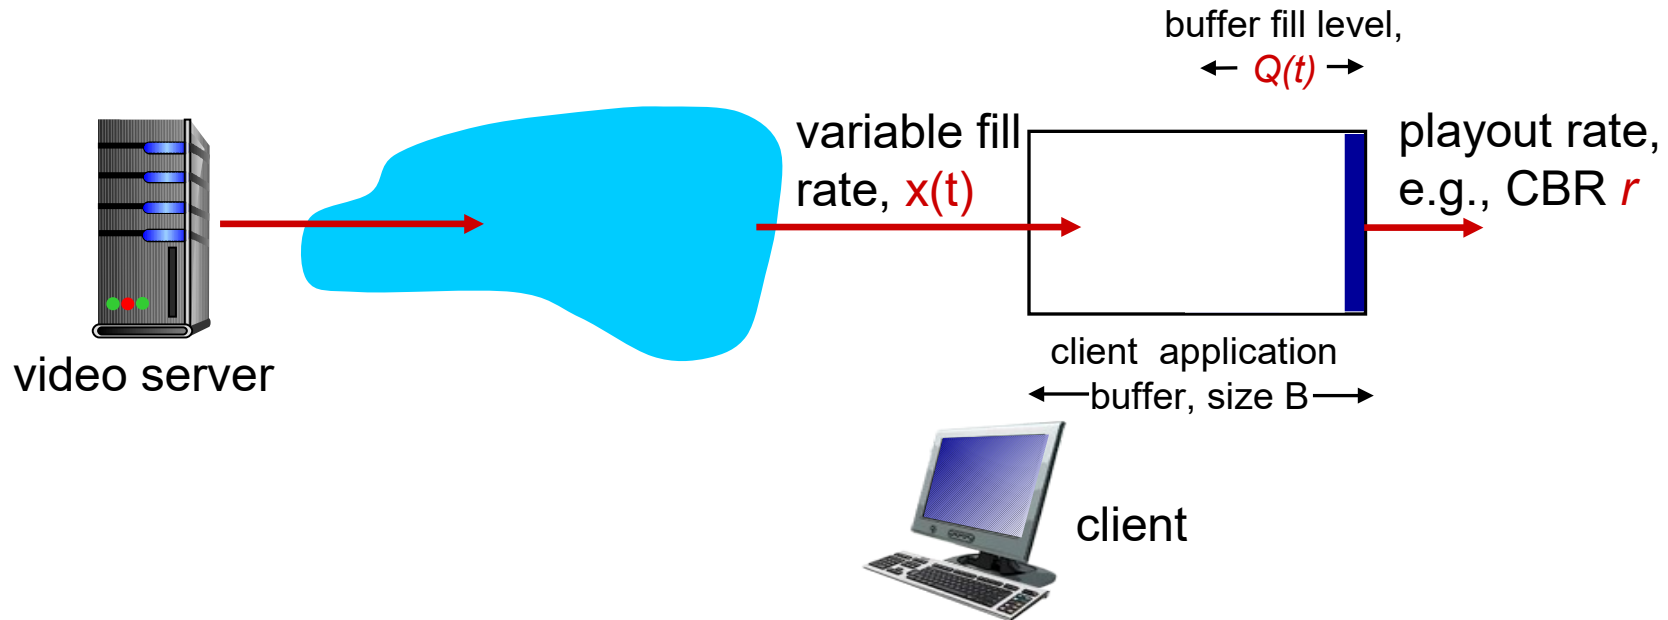 buffer fill level,
Q(t)
variable fill
rate, x(t)
playout rate,
e.g., CBR r
video server
client application
buffer, size B
client